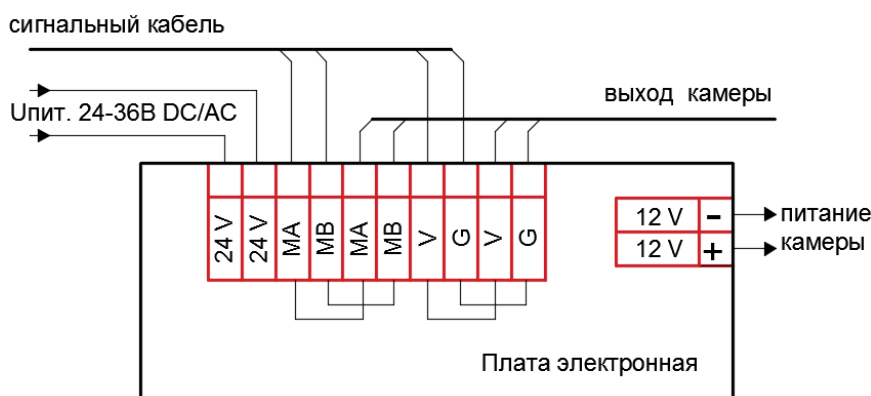 сигнальный кабель
Uпит. 24-36В DC/AC
выход камеры
24 V
24 V
MA
MB
MA
MB
V
G
V
G
12 V -
12 V +
питание
камеры
Плата электронная